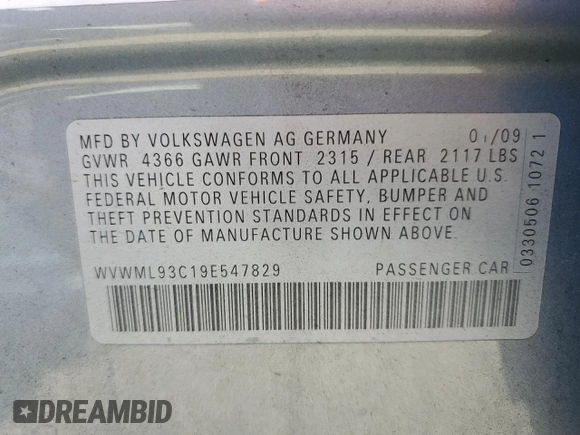 MFD BY VOLKSWAGEN AG GERMANY 01/09
GVWR 4366 GAWR FRONT 2315 / REAR 2117 LBS
THIS VEHICLE CONFORMS TO ALL APPLICABLE U.S.
FEDERAL MOTOR VEHICLE SAFETY, BUMPER AND
THEFT PREVENTION STANDARDS IN EFFECT ON
THE DATE OF MANUFACTURE SHOWN ABOVE.
WVWML93C19E547829 PASSENGER CAR
0330506 1072 1
DREAMBID